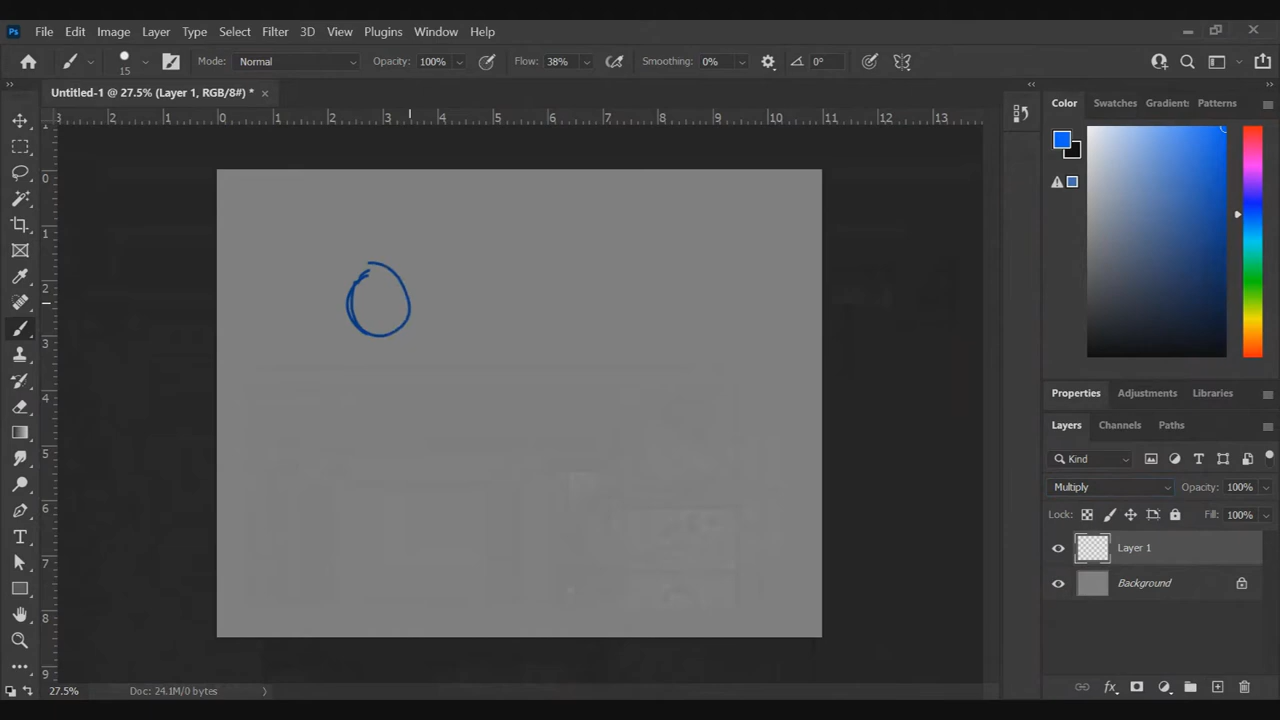 Ps File Edit Image Layer Type Select Filter 3D View Plugins Window Help
15 Mode: Normal Opacity: 100% Flow: 38% Smoothing: 0% 0°
Untitled-1 @ 27.5% (Layer 1, RGB/8#) *
Color Swatches Gradient: Patterns
3 2 1 0 1 2 3 4 5 6 7 8 9 10 11 12 13
0
1
2
3
4
5
6
7
8
9
Properties Adjustments Libraries
Layers Channels Paths
Kind
Multiply Opacity: 100%
Lock: Fill: 100%
Layer 1
Background
fx
27.5% Doc: 24.1M/0 bytes